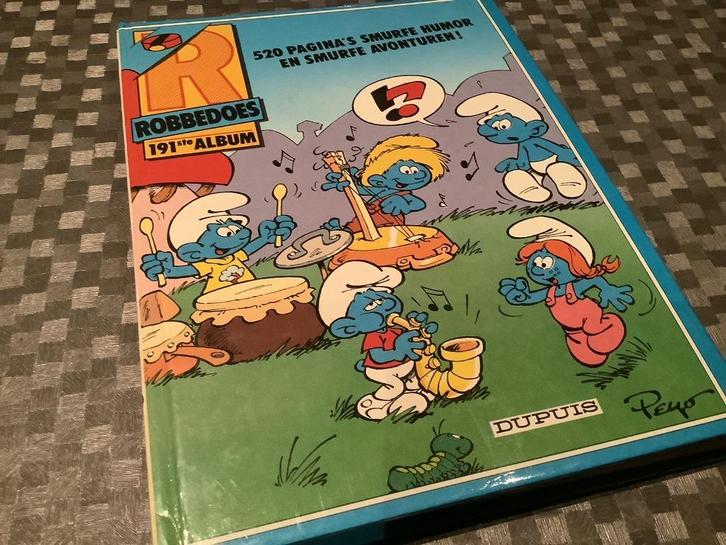 R
ROBBEDOES
191ste ALBUM
520 PAGINA'S SMURFE HUMOR
EN SMURFE AVONTUREN!
!?
DUPUIS
Peyo